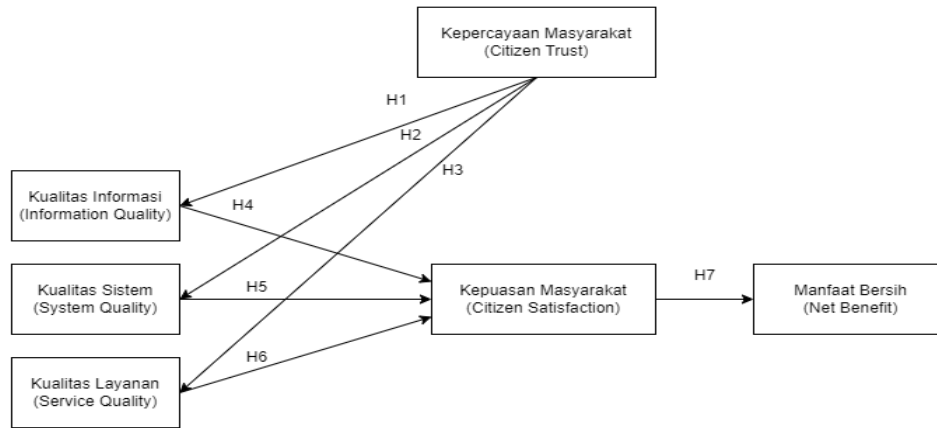 Kepercayaan Masyarakat
(Citizen Trust)
H1
H2
H3
Kualitas Informasi
(Information Quality)
H4
Kualitas Sistem
(System Quality)
H5
Kepuasan Masyarakat
(Citizen Satisfaction)
H7
Manfaat Bersih
(Net Benefit)
H6
Kualitas Layanan
(Service Quality)